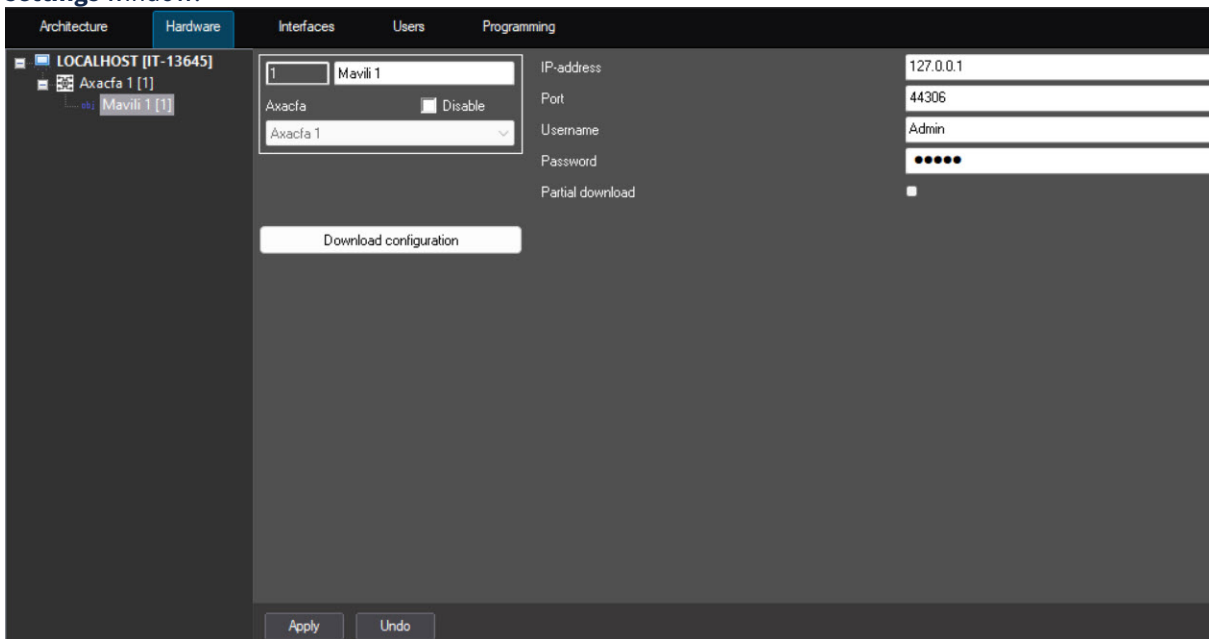 settings window.
Architecture Hardware Interfaces Users Programming
LOCALHOST [IT-13645]
Axacfa 1 [1]
Mavili 1 [1]
1 Mavili 1
Axacfa Disable
Axacfa 1
Download configuration
IP-address 127.0.0.1
Port 44306
Username Admin
Password ●●●●●
Partial download
Apply Undo